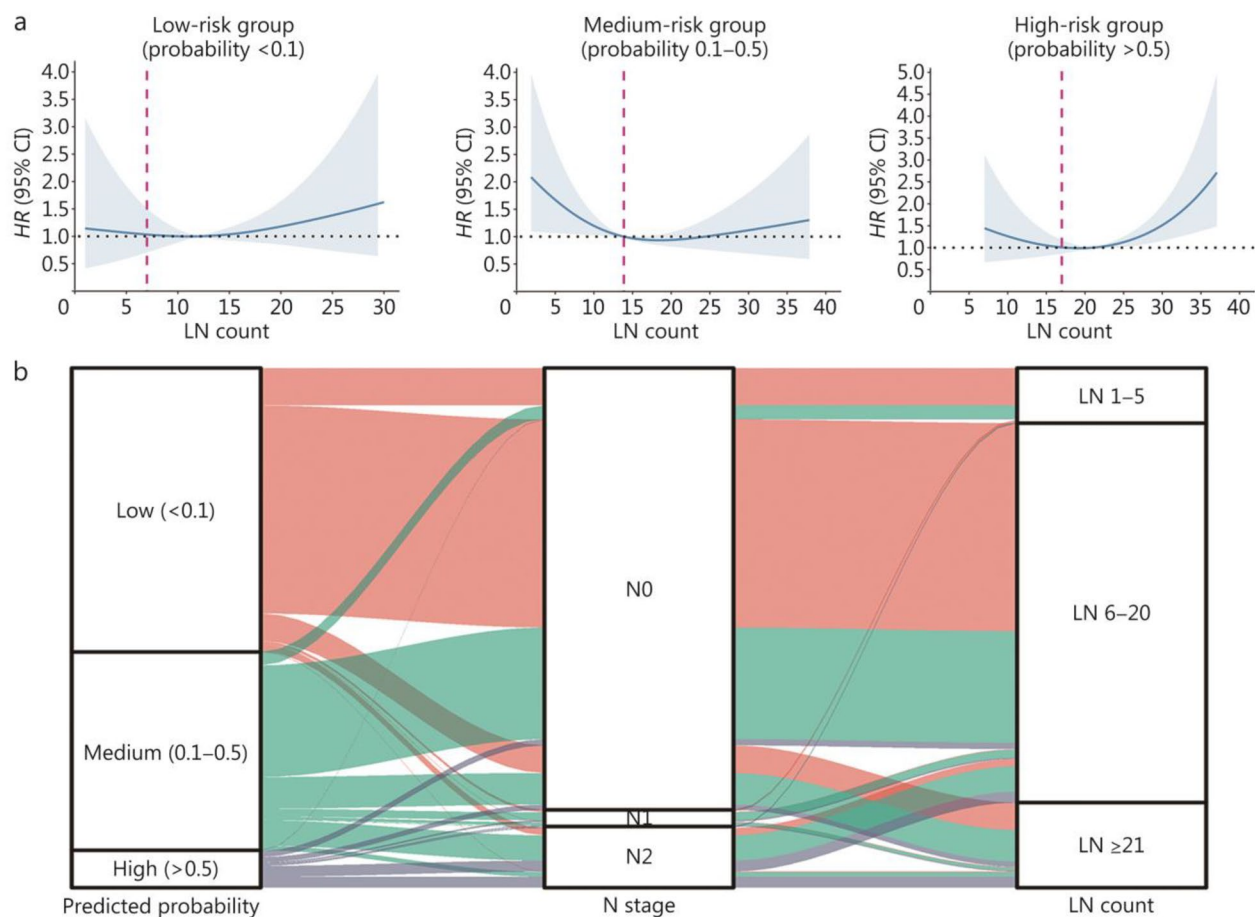 a
Low-risk group
(probability <0.1)
HR (95% CI)
4.0
3.5
3.0
2.5
2.0
1.5
1.0
0.5
0 5 10 15 20 25 30
LN count
Medium-risk group
(probability 0.1–0.5)
HR (95% CI)
4.0
3.5
3.0
2.5
2.0
1.5
1.0
0.5
0 5 10 15 20 25 30 35 40
LN count
High-risk group
(probability >0.5)
HR (95% CI)
5.0
4.5
4.0
3.5
3.0
2.5
2.0
1.5
1.0
0.5
0 5 10 15 20 25 30 35 40
LN count
b
Low (<0.1)
Medium (0.1–0.5)
High (>0.5)
Predicted probability
N0
N1
N2
N stage
LN 1–5
LN 6–20
LN ≥21
LN count